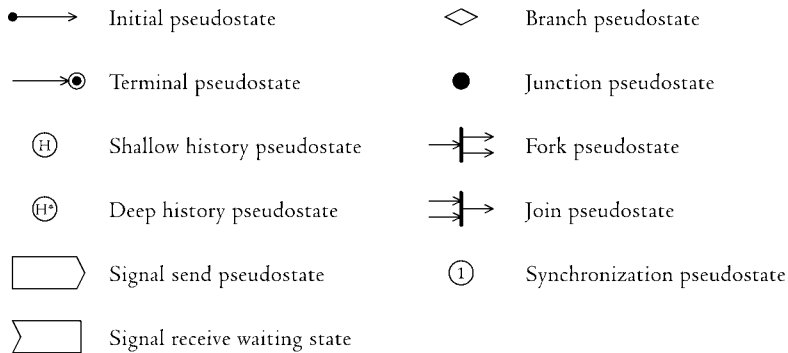 Initial pseudostate
Terminal pseudostate
H Shallow history pseudostate
H* Deep history pseudostate
Signal send pseudostate
Signal receive waiting state
Branch pseudostate
Junction pseudostate
Fork pseudostate
Join pseudostate
1 Synchronization pseudostate